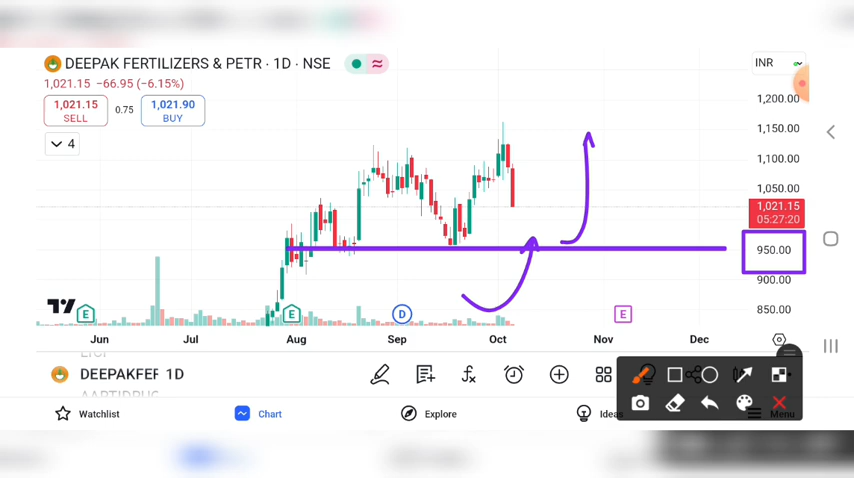 DEEPAK FERTILIZERS & PETR · 1D · NSE
INR
1,021.15 −66.95 (−6.15%)
1,021.15
SELL
0.75
1,021.90
BUY
4
1,200.00
1,150.00
1,100.00
1,050.00
1,021.15
05:27:20
950.00
900.00
850.00
E
E
D
E
Jun
Jul
Aug
Sep
Oct
Nov
Dec
DEEPAKFEF 1D
Watchlist
Chart
Explore
Ideas
Menu